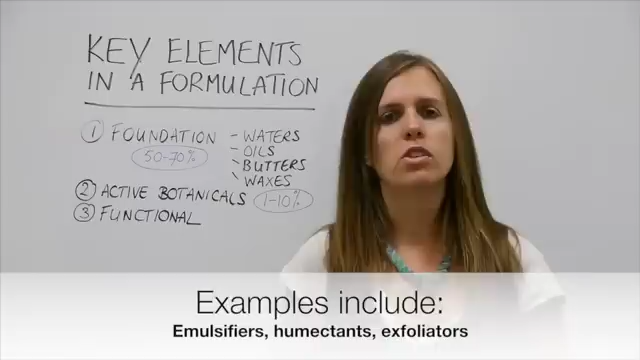 KEY ELEMENTS
IN A FORMULATION
1 FOUNDATION - WATERS
50-70% - OILS
- BUTTERS
- WAXES
2 ACTIVE BOTANICALS 1-10%
3 FUNCTIONAL
Examples include:
Emulsifiers, humectants, exfoliators